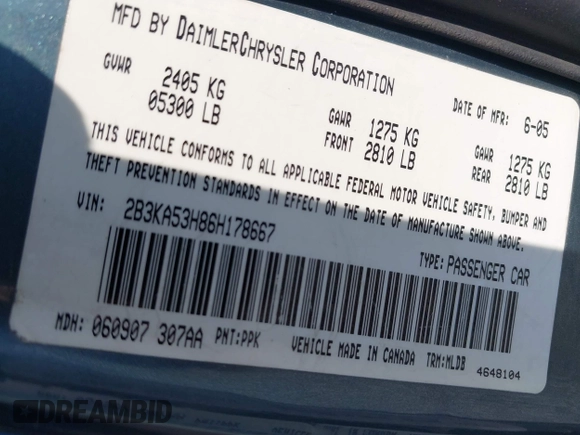 MFD BY DAIMLERCHRYSLER CORPORATION
DATE OF MFR: 6-05
GVWR 2405 KG 05300 LB
GAWR FRONT 1275 KG 2810 LB
GAWR REAR 1275 KG 2810 LB
THIS VEHICLE CONFORMS TO ALL APPLICABLE FEDERAL MOTOR VEHICLE SAFETY, BUMPER AND
THEFT PREVENTION STANDARDS IN EFFECT ON THE DATE OF MANUFACTURE SHOWN ABOVE.
VIN: 2B3KA53H86H178667
TYPE: PASSENGER CAR
MDH: 060907 307AA PNT:PPK VEHICLE MADE IN CANADA TRM:MLDB 4648104
DREAMBID